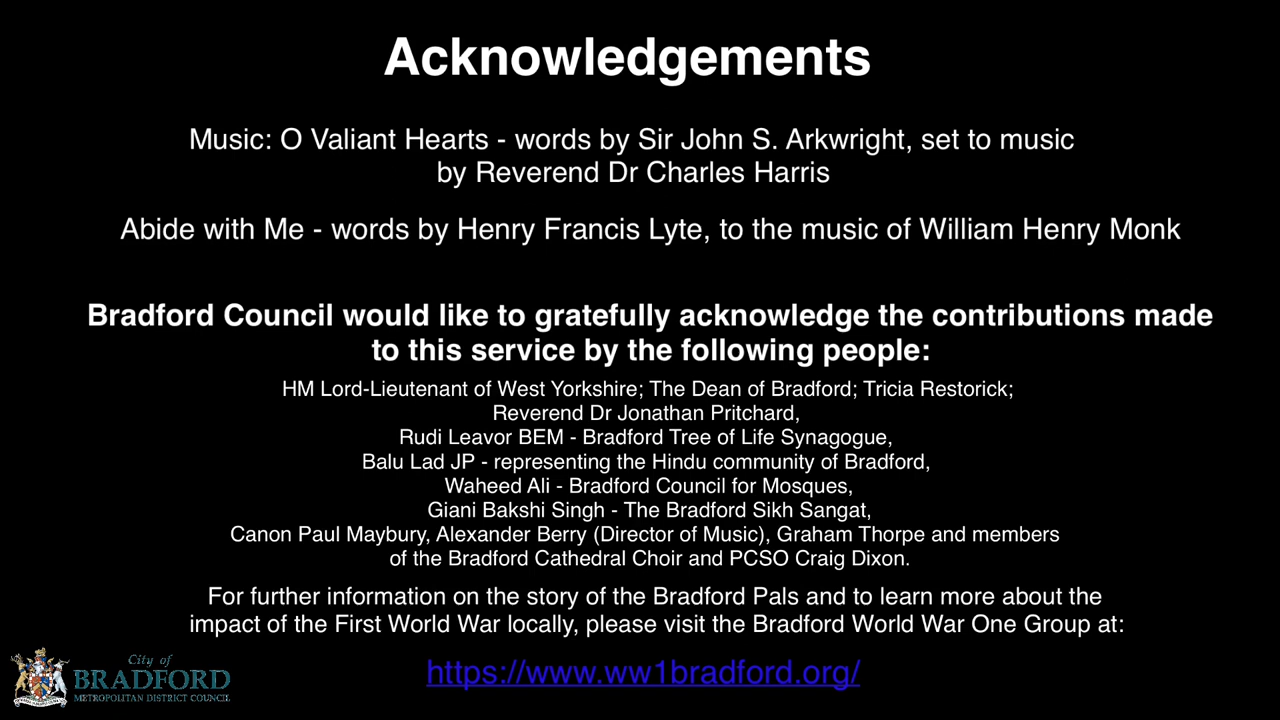 Acknowledgements
Music: O Valiant Hearts - words by Sir John S. Arkwright, set to music
by Reverend Dr Charles Harris
Abide with Me - words by Henry Francis Lyte, to the music of William Henry Monk
Bradford Council would like to gratefully acknowledge the contributions made
to this service by the following people:
HM Lord-Lieutenant of West Yorkshire; The Dean of Bradford; Tricia Restorick;
Reverend Dr Jonathan Pritchard,
Rudi Leavor BEM - Bradford Tree of Life Synagogue,
Balu Lad JP - representing the Hindu community of Bradford,
Waheed Ali - Bradford Council for Mosques,
Giani Bakshi Singh - The Bradford Sikh Sangat,
Canon Paul Maybury, Alexander Berry (Director of Music), Graham Thorpe and members
of the Bradford Cathedral Choir and PCSO Craig Dixon.
For further information on the story of the Bradford Pals and to learn more about the
impact of the First World War locally, please visit the Bradford World War One Group at:
https://www.ww1bradford.org/
City of
BRADFORD
METROPOLITAN DISTRICT COUNCIL